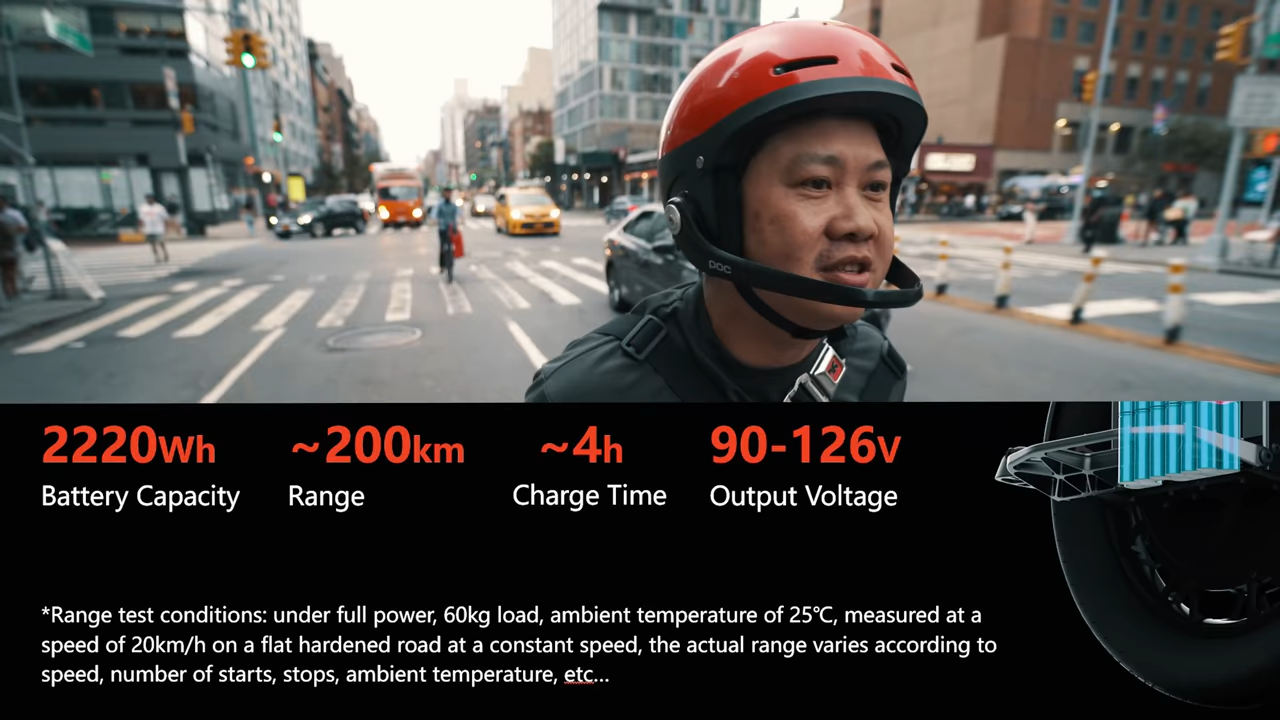 POC
2220Wh ~200km ~4h 90-126V
Battery Capacity Range Charge Time Output Voltage
*Range test conditions: under full power, 60kg load, ambient temperature of 25℃, measured at a
speed of 20km/h on a flat hardened road at a constant speed, the actual range varies according to
speed, number of starts, stops, ambient temperature, etc...